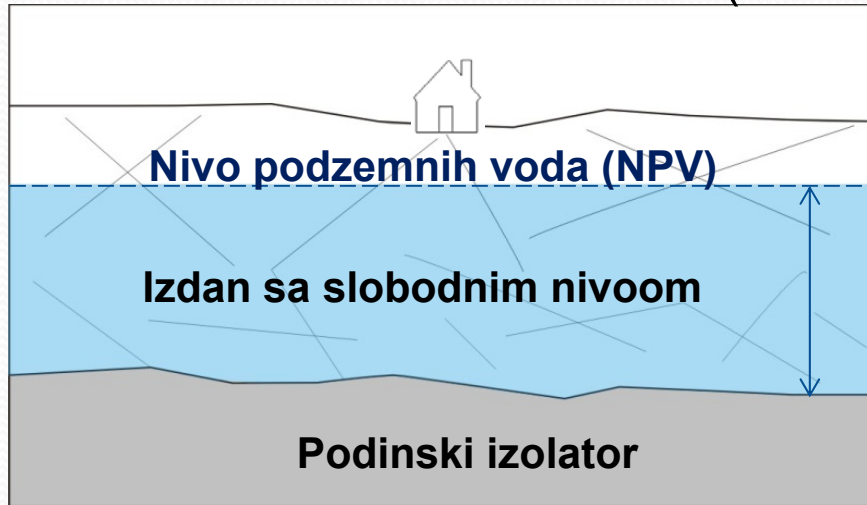 (
Nivo podzemnih voda (NPV)
Izdan sa slobodnim nivoom
Podinski izolator